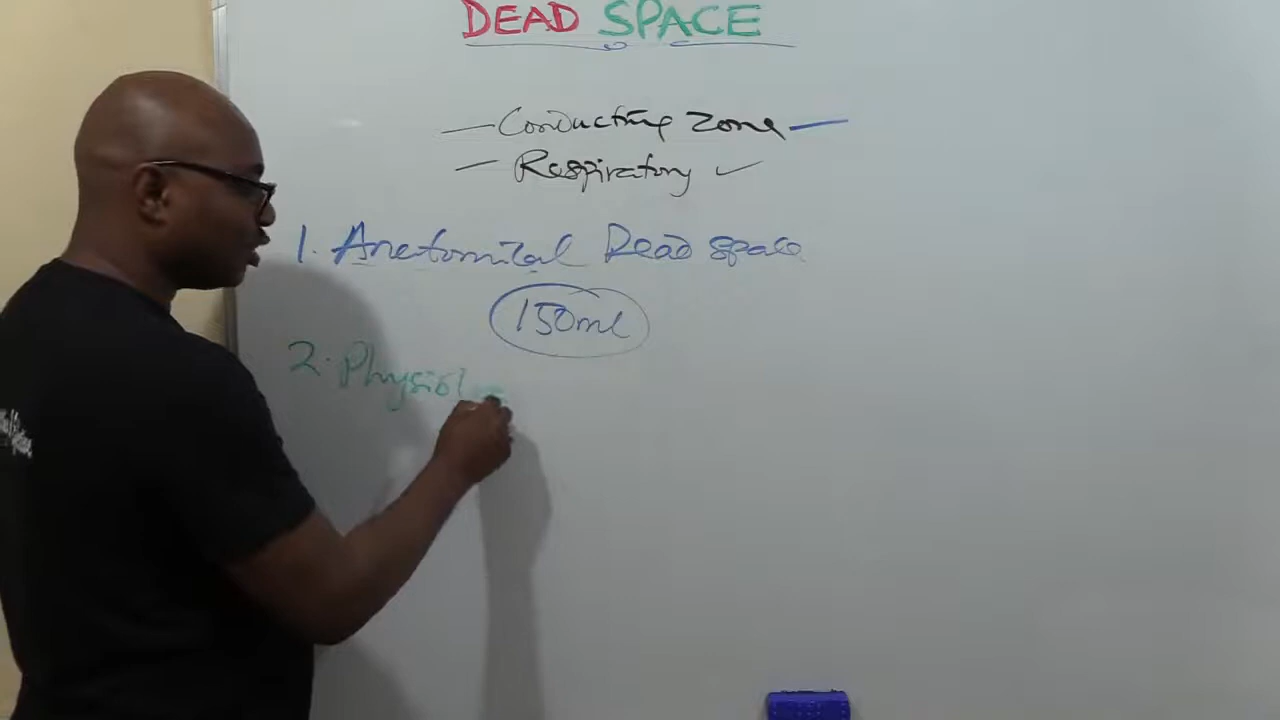 DEAD SPACE
— Conducting Zone —
— Respiratory ✓
1. Anatomical Dead space
150ml
2. Physiol